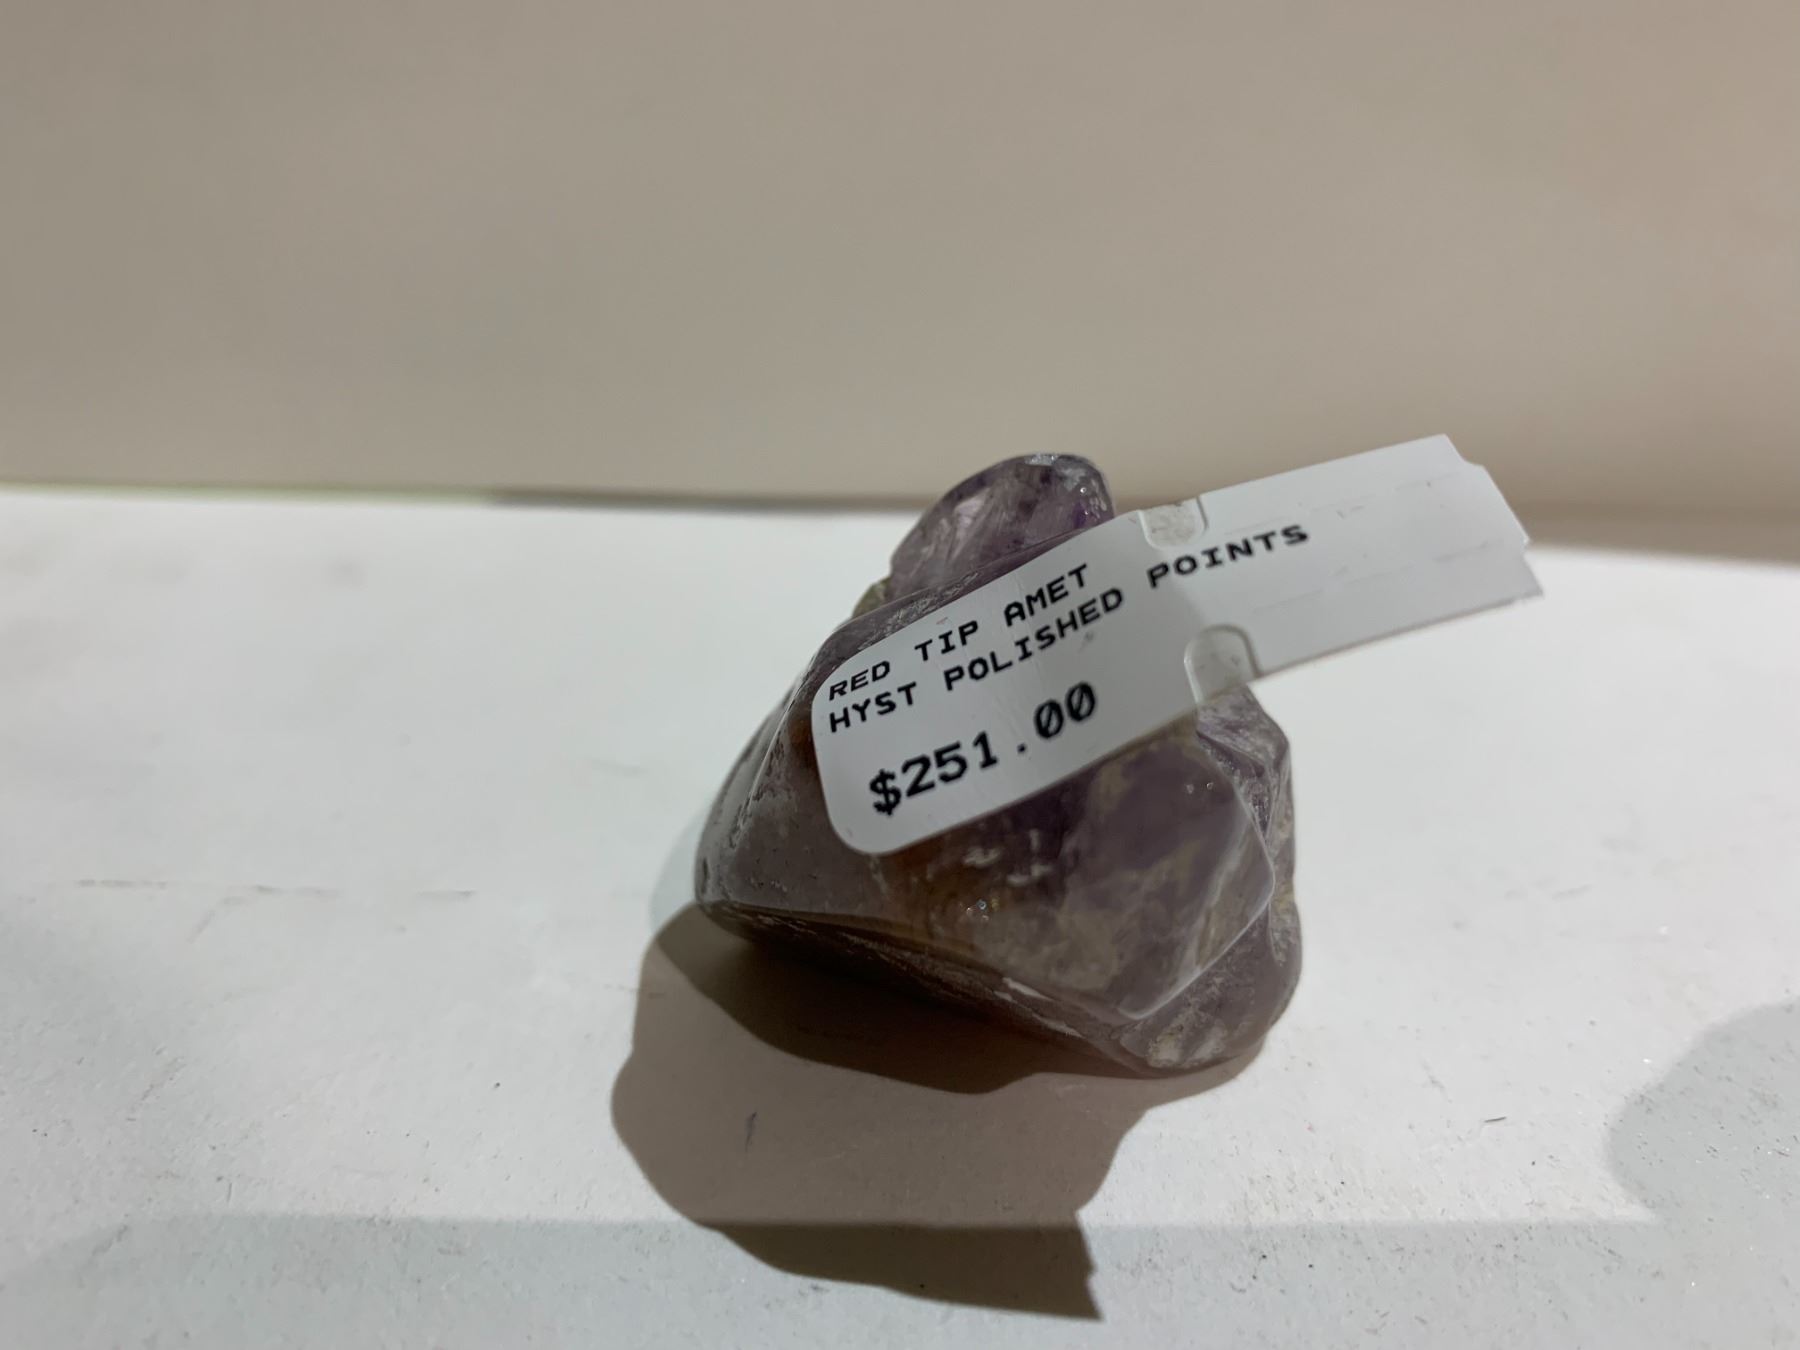 RED TIP AMET
HYST POLISHED POINTS
$251.00